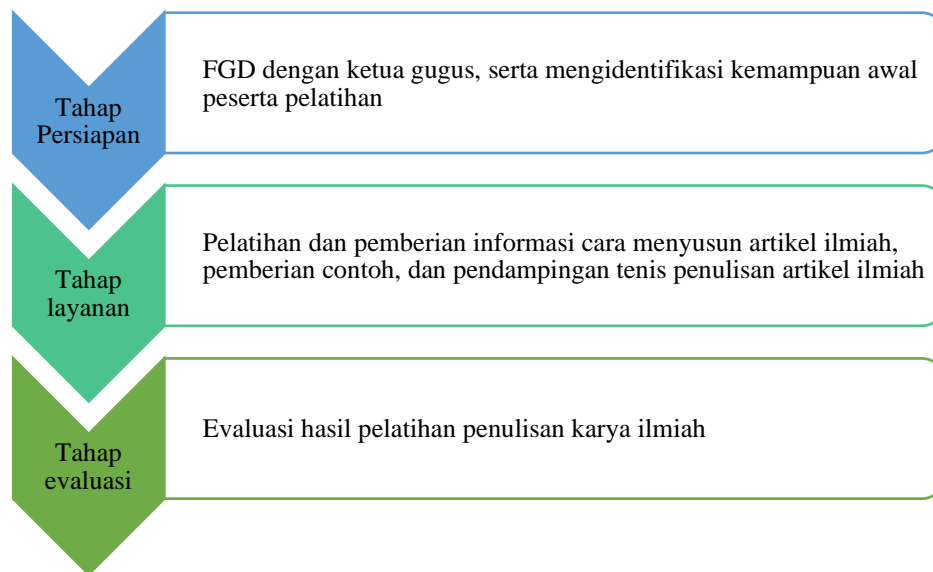 Tahap
Persiapan
FGD dengan ketua gugus, serta mengidentifikasi kemampuan awal
peserta pelatihan
Tahap
layanan
Pelatihan dan pemberian informasi cara menyusun artikel ilmiah,
pemberian contoh, dan pendampingan tenis penulisan artikel ilmiah
Tahap
evaluasi
Evaluasi hasil pelatihan penulisan karya ilmiah